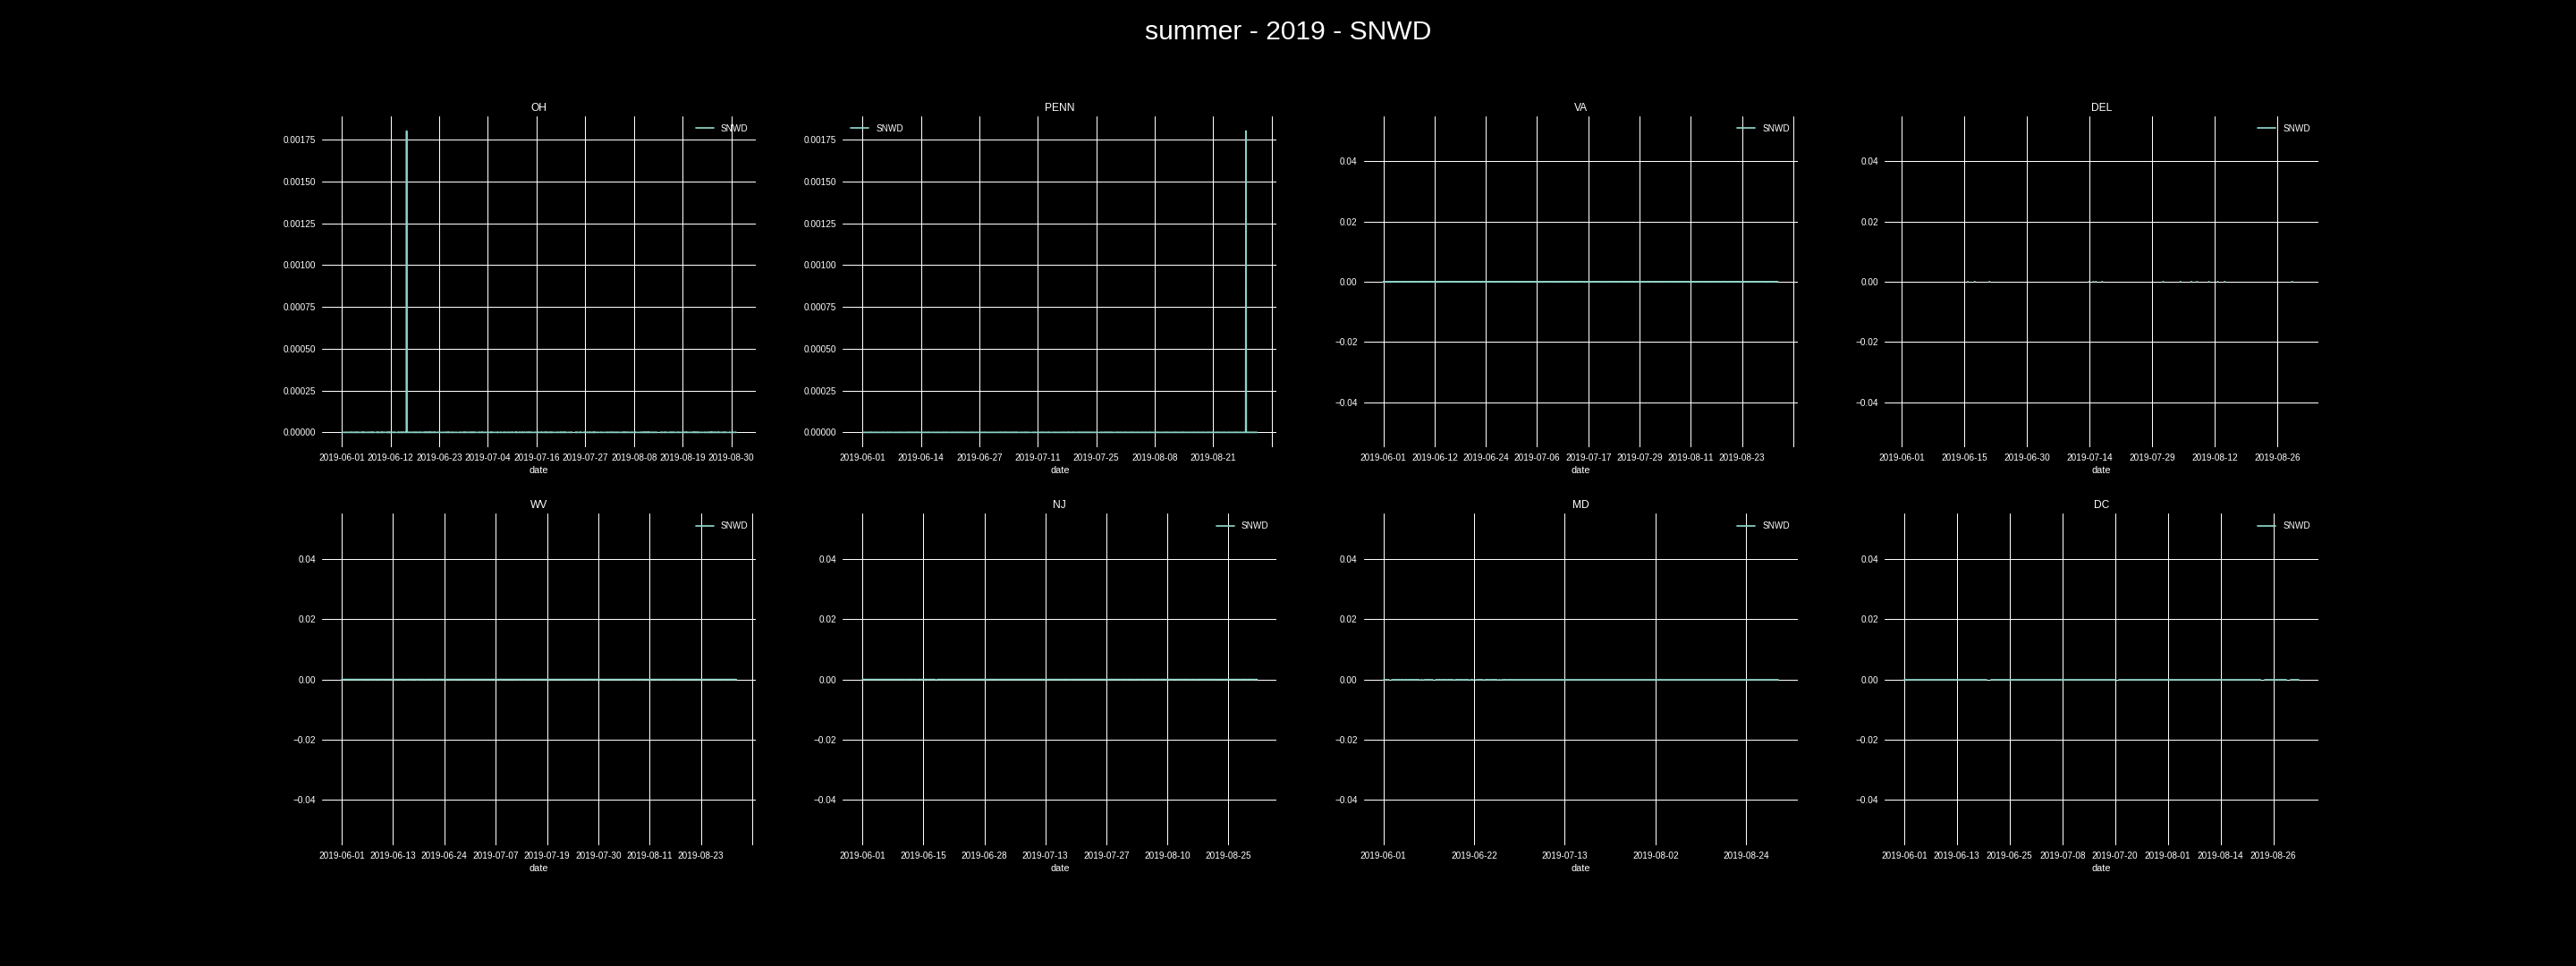 summer - 2019 - SNWD
OH
SNWD
0.00175
0.00150
0.00125
0.00100
0.00075
0.00050
0.00025
0.00000
2019-06-01 2019-06-12 2019-06-23 2019-07-04 2019-07-16 2019-07-27 2019-08-08 2019-08-19 2019-08-30
date
PENN
SNWD
0.00175
0.00150
0.00125
0.00100
0.00075
0.00050
0.00025
0.00000
2019-06-01 2019-06-14 2019-06-27 2019-07-11 2019-07-25 2019-08-08 2019-08-21
date
VA
SNWD
0.04
0.02
0.00
−0.02
−0.04
2019-06-01 2019-06-12 2019-06-24 2019-07-06 2019-07-17 2019-07-29 2019-08-11 2019-08-23
date
DEL
SNWD
0.04
0.02
0.00
−0.02
−0.04
2019-06-01 2019-06-15 2019-06-30 2019-07-14 2019-07-29 2019-08-12 2019-08-26
date
WV
SNWD
0.04
0.02
0.00
−0.02
−0.04
2019-06-01 2019-06-13 2019-06-24 2019-07-07 2019-07-19 2019-07-30 2019-08-11 2019-08-23
date
NJ
SNWD
0.04
0.02
0.00
−0.02
−0.04
2019-06-01 2019-06-15 2019-06-28 2019-07-13 2019-07-27 2019-08-10 2019-08-25
date
MD
SNWD
0.04
0.02
0.00
−0.02
−0.04
2019-06-01 2019-06-22 2019-07-13 2019-08-02 2019-08-24
date
DC
SNWD
0.04
0.02
0.00
−0.02
−0.04
2019-06-01 2019-06-13 2019-06-25 2019-07-08 2019-07-20 2019-08-01 2019-08-14 2019-08-26
date